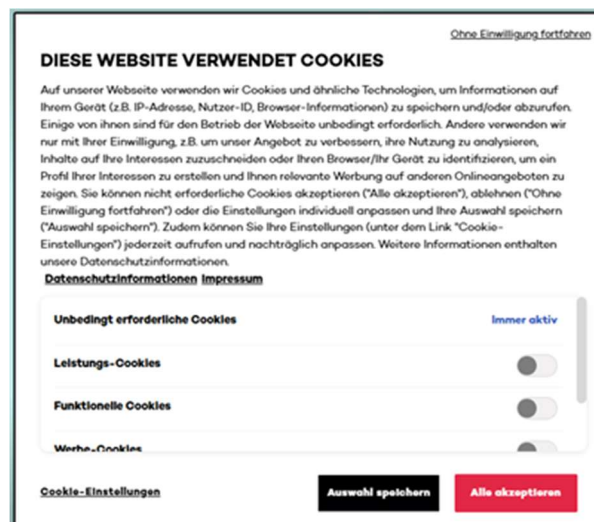 Ohne Einwilligung fortfahren
DIESE WEBSITE VERWENDET COOKIES
Auf unserer Webseite verwenden wir Cookies und ähnliche Technologien, um Informationen auf
Ihrem Gerät (z.B. IP-Adresse, Nutzer-ID, Browser-Informationen) zu speichern und/oder abzurufen.
Einige von ihnen sind für den Betrieb der Webseite unbedingt erforderlich. Andere verwenden wir
nur mit Ihrer Einwilligung, z.B. um unser Angebot zu verbessern, ihre Nutzung zu analysieren,
Inhalte auf Ihre Interessen zuzuschneiden oder Ihren Browser/Ihr Gerät zu identifizieren, um ein
Profil Ihrer Interessen zu erstellen und Ihnen relevante Werbung auf anderen Onlineangeboten zu
zeigen. Sie können nicht erforderliche Cookies akzeptieren ("Alle akzeptieren"), ablehnen ("Ohne
Einwilligung fortfahren") oder die Einstellungen individuell anpassen und Ihre Auswahl speichern
("Auswahl speichern"). Zudem können Sie Ihre Einstellungen (unter dem Link "Cookie-
Einstellungen") jederzeit aufrufen und nachträglich anpassen. Weitere Informationen enthalten
unsere Datenschutzinformationen.
Datenschutzinformationen Impressum
Unbedingt erforderliche Cookies Immer aktiv
Leistungs-Cookies
Funktionelle Cookies
Werbe-Cookies
Cookie-Einstellungen Auswahl speichern Alle akzeptieren